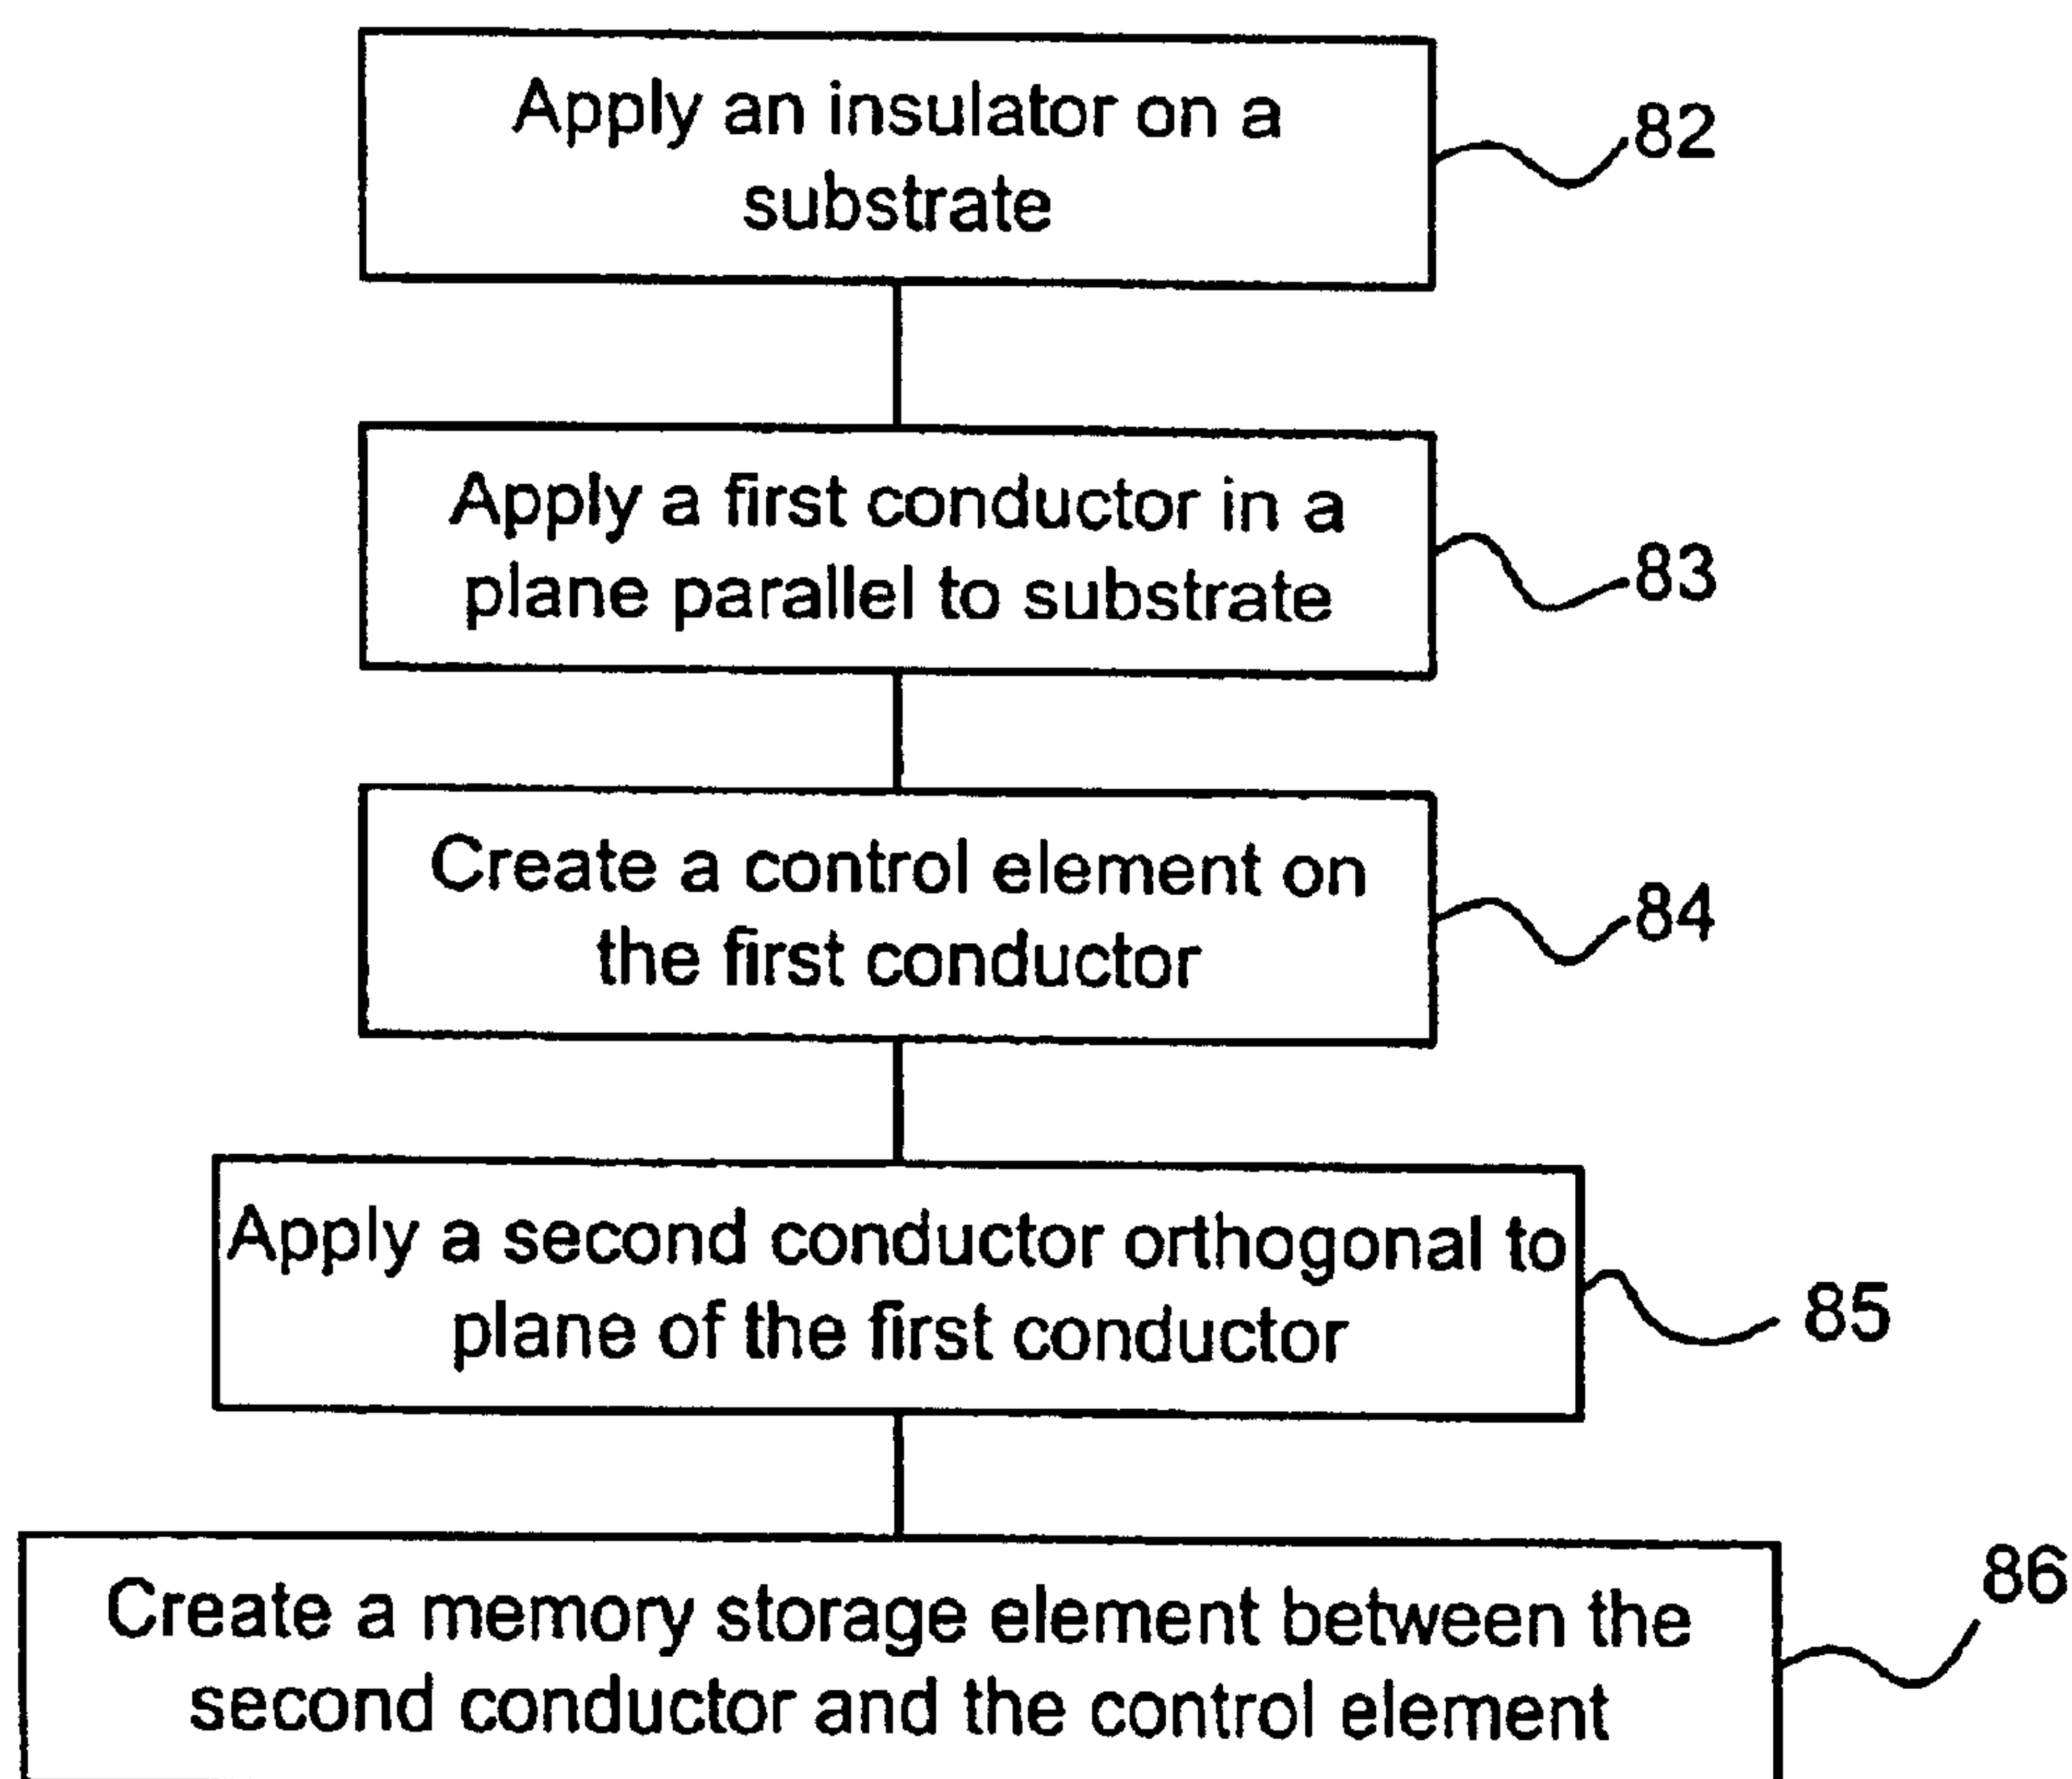 Apply an insulator on a
substrate
82
Apply a first conductor in a
plane parallel to substrate
83
Create a control element on
the first conductor
84
Apply a second conductor orthogonal to
plane of the first conductor
85
Create a memory storage element between the
second conductor and the control element
86